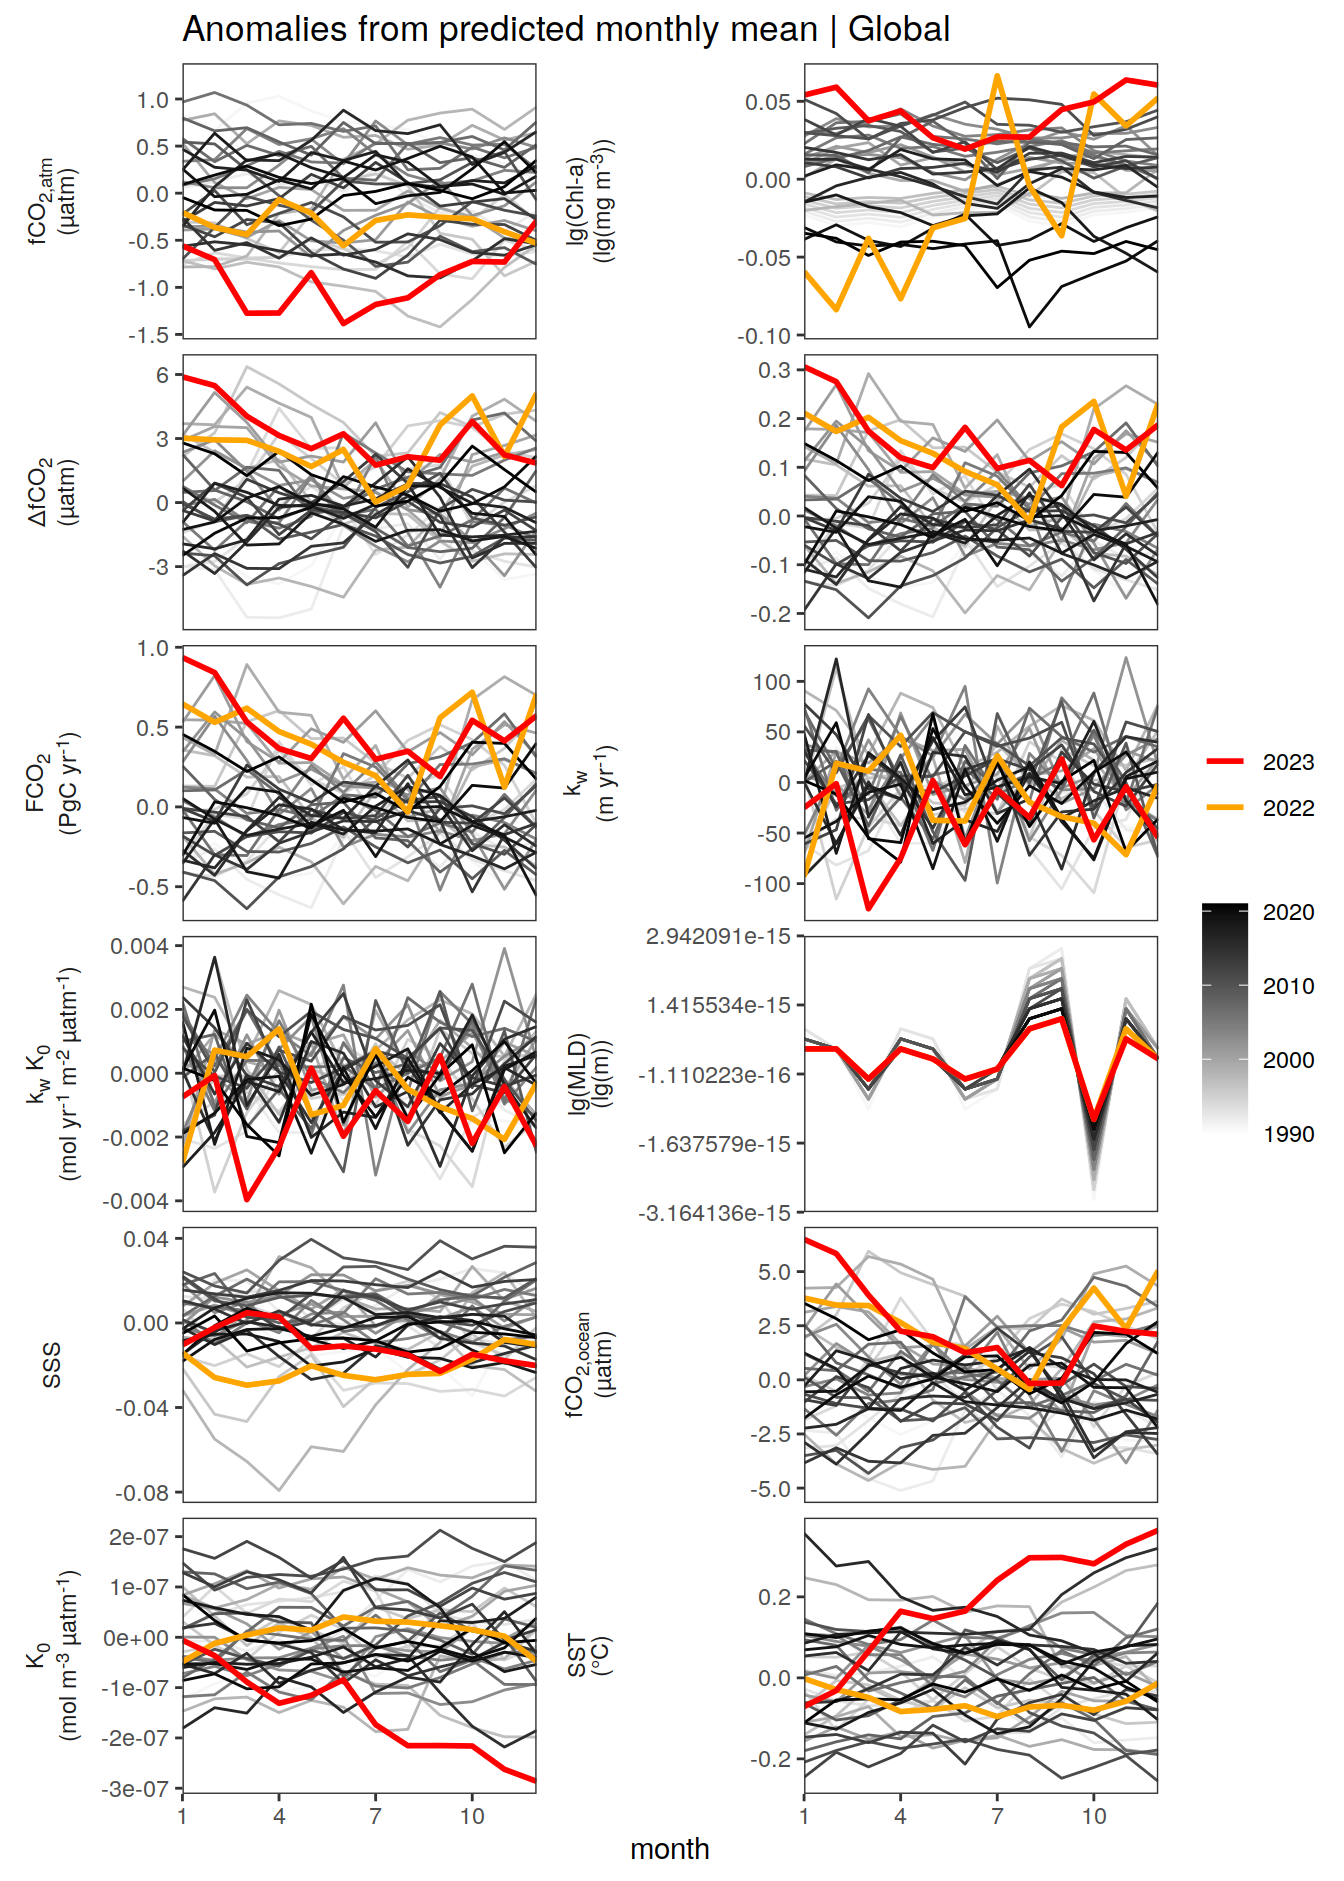 Anomalies from predicted monthly mean | Global
fCO2,atm
(µatm)
1.0
0.5
0.0
-0.5
-1.0
-1.5
lg(Chl-a)
(lg(mg m-3))
0.05
0.00
-0.05
-0.10
ΔfCO2
(µatm)
6
3
0
-3
0.3
0.2
0.1
0.0
-0.1
-0.2
FCO2
(PgC yr-1)
1.0
0.5
0.0
-0.5
kw
(m yr-1)
100
50
0
-50
-100
kw K0
(mol yr-1 m-2 µatm-1)
0.004
0.002
0.000
-0.002
-0.004
lg(MLD)
(lg(m))
2.942091e-15
1.415534e-15
-1.110223e-16
-1.637579e-15
-3.164136e-15
SSS
0.04
0.00
-0.04
-0.08
fCO2,ocean
(µatm)
5.0
2.5
0.0
-2.5
-5.0
K0
(mol m-3 µatm-1)
2e-07
1e-07
0e+00
-1e-07
-2e-07
-3e-07
SST
(°C)
0.2
0.0
-0.2
1 4 7 10
1 4 7 10
month
2023
2022
2020
2010
2000
1990